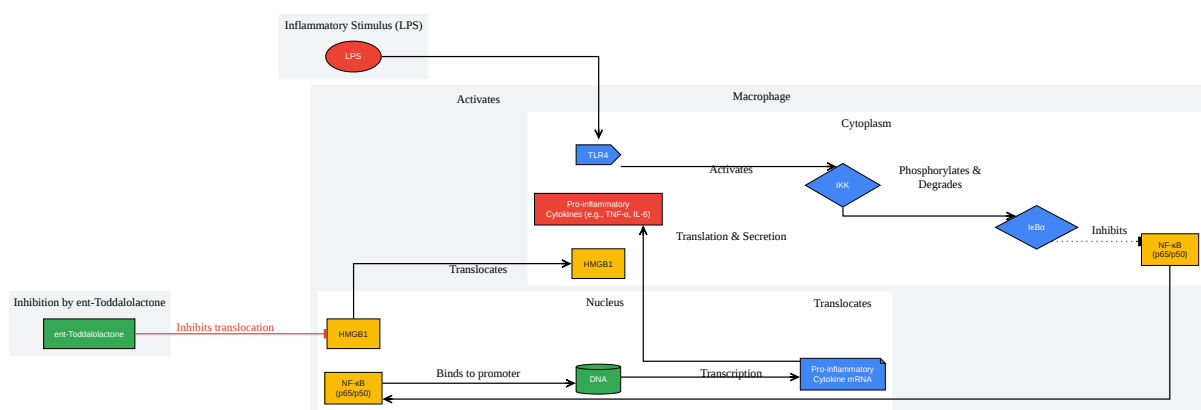 Inflammatory Stimulus (LPS)
LPS
Activates
Macrophage
Cytoplasm
TLR4
Activates
IKK
Phosphorylates &
Degrades
IκBα
Inhibits
NF-κB
(p65/p50)
Pro-inflammatory
Cytokines (e.g., TNF-α, IL-6)
Translation & Secretion
HMGB1
Translocates
Inhibition by ent-Toddalolactone
ent-Toddalolactone
Inhibits translocation
Nucleus
Translocates
HMGB1
NF-κB
(p65/p50)
Binds to promoter
DNA
Transcription
Pro-inflammatory
Cytokine mRNA